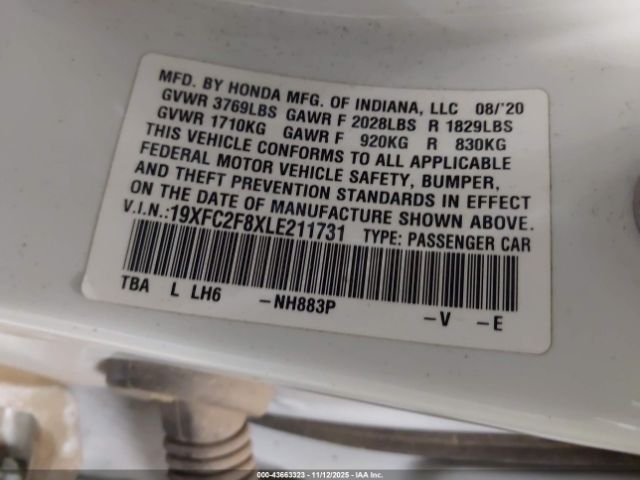 MFD. BY HONDA MFG. OF INDIANA, LLC 08/'20
GVWR 3769LBS GAWR F 2028LBS R 1829LBS
GVWR 1710KG GAWR F 920KG R 830KG
THIS VEHICLE CONFORMS TO ALL APPLICABLE
FEDERAL MOTOR VEHICLE SAFETY, BUMPER,
AND THEFT PREVENTION STANDARDS IN EFFECT
ON THE DATE OF MANUFACTURE SHOWN ABOVE.
V.I.N.:19XFC2F8XLE211731 TYPE: PASSENGER CAR
TBA L LH6 -NH883P -V -E
© 43663323 - 11/12/2025 - IAAI Inc.